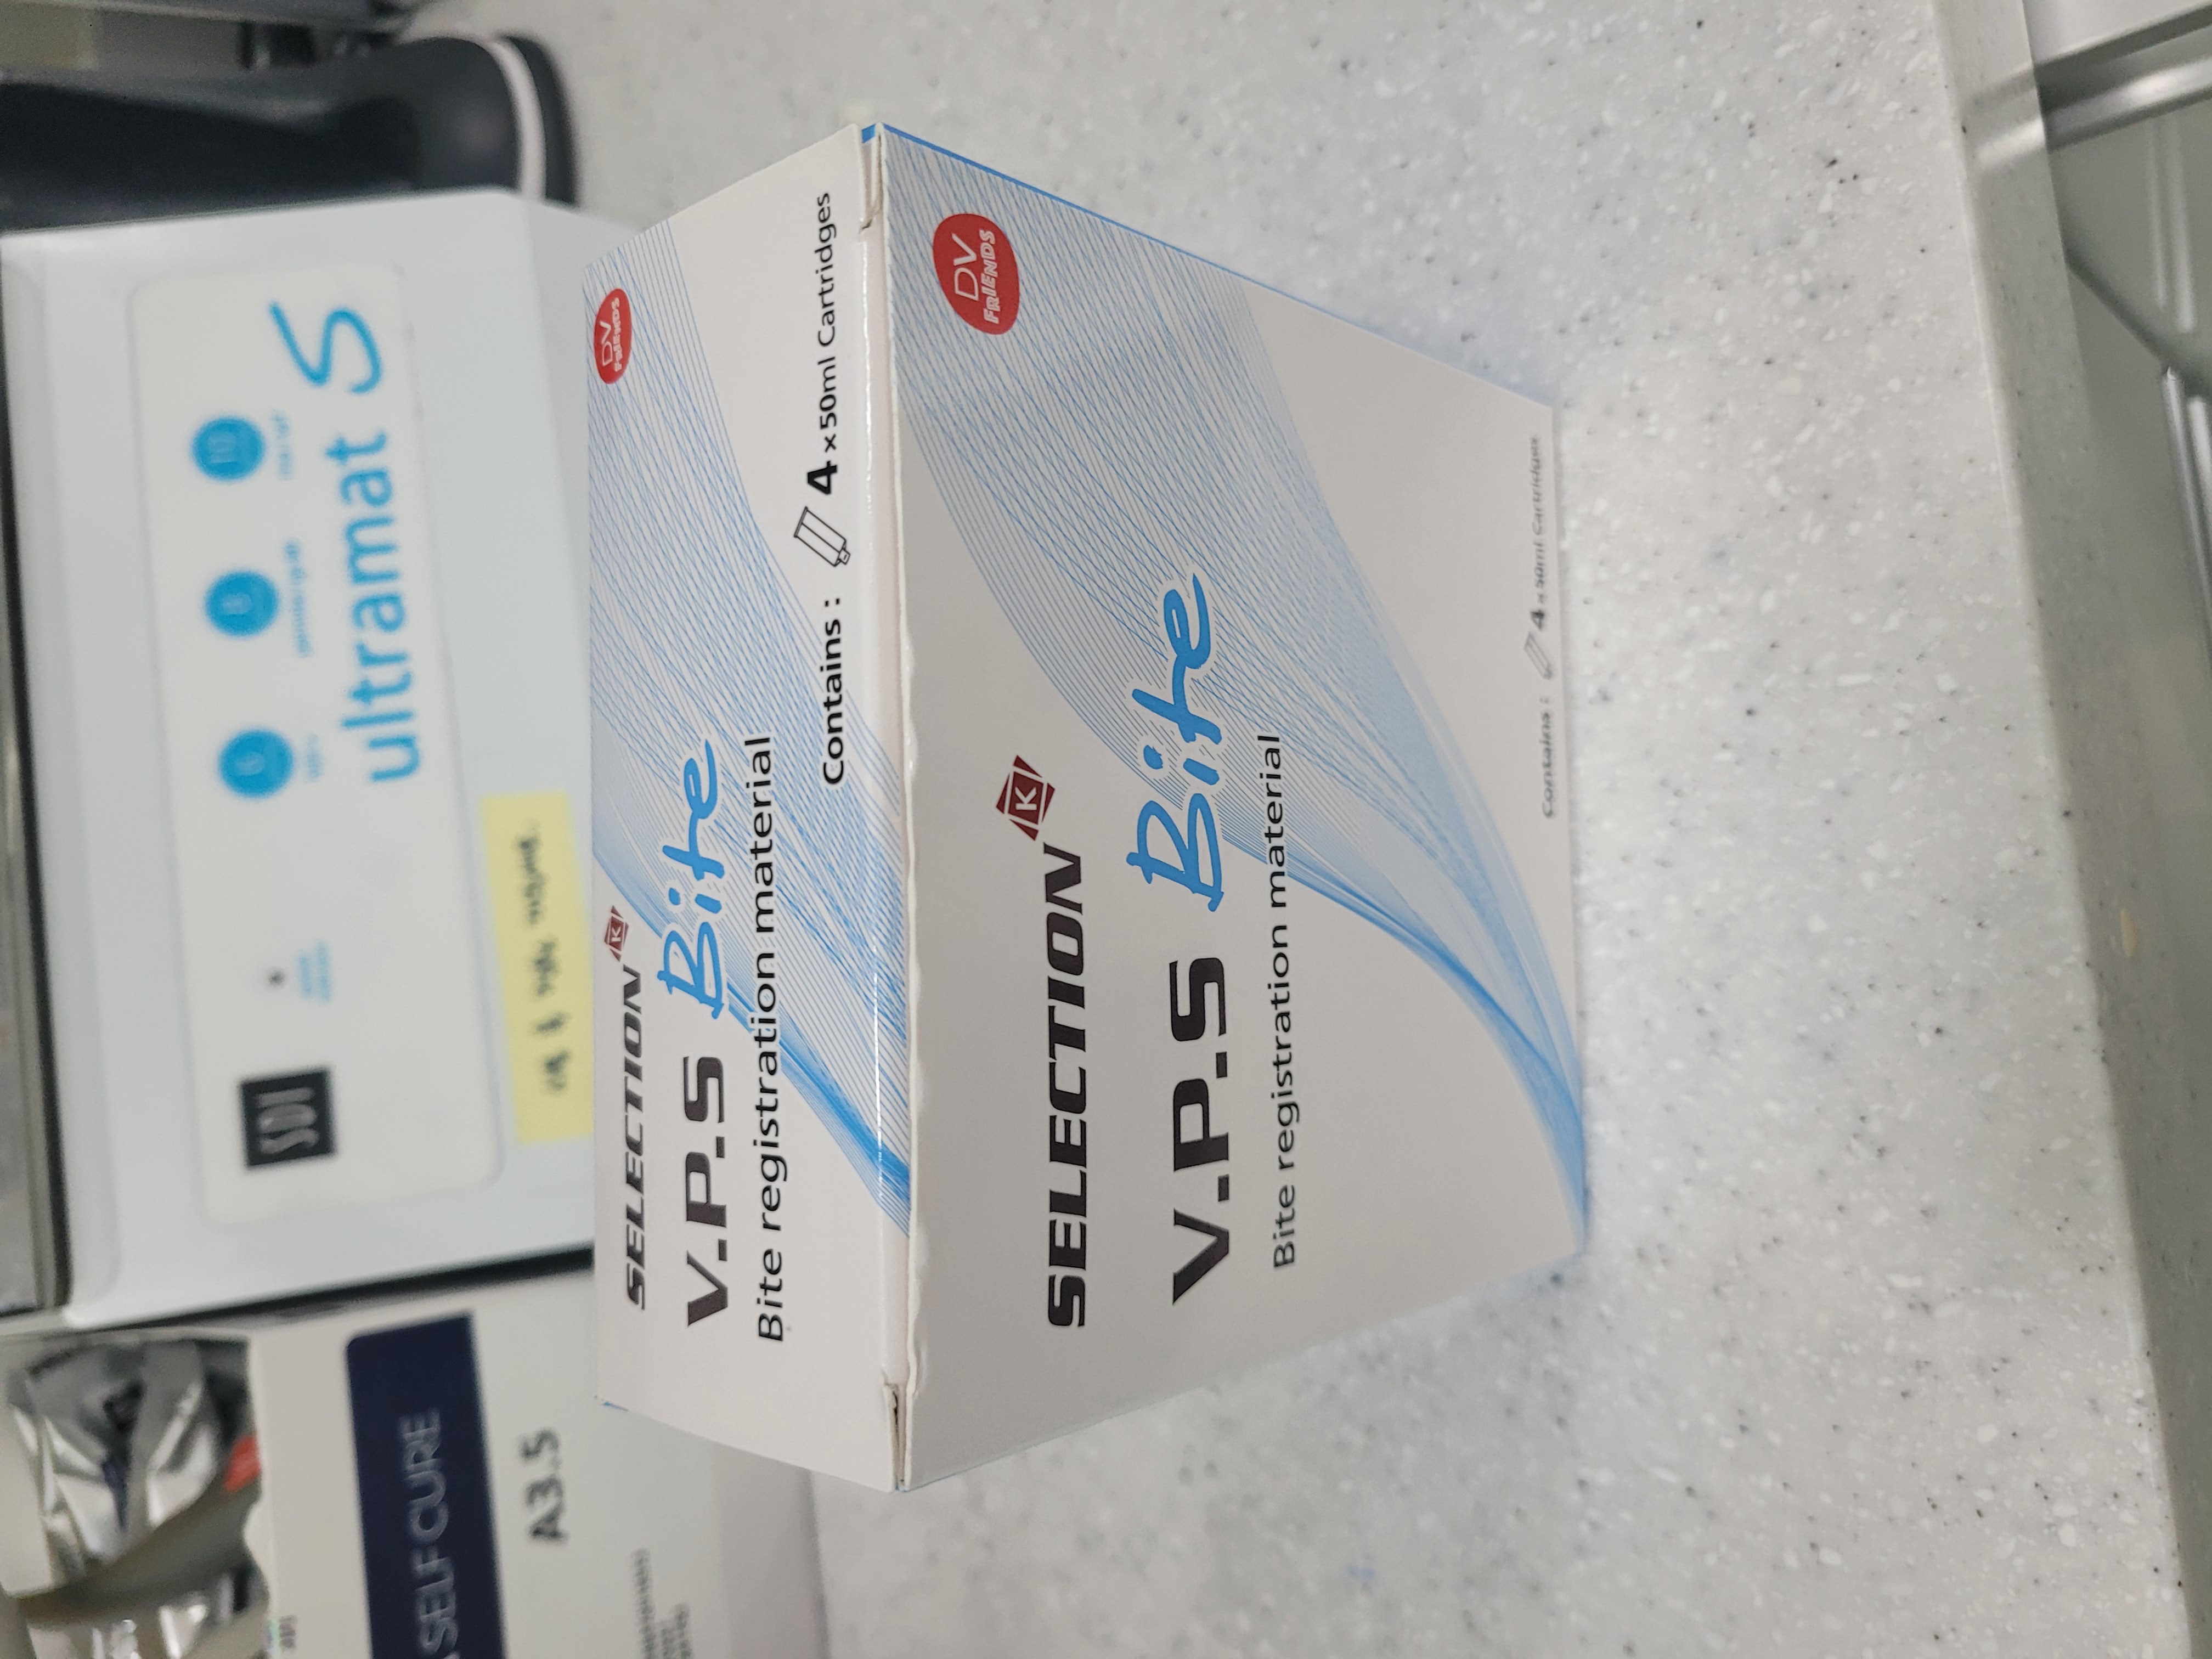 SDI
ultramat S
SELF CURE
A3.5
SELECTION K
DV
FRIENDS
V.P.S Bite
Bite registration material
Contains : 4 x 50ml Cartridges
DV
FRIENDS
SELECTION K
V.P.S Bite
Bite registration material
Contains : 4 x 50ml Cartridges